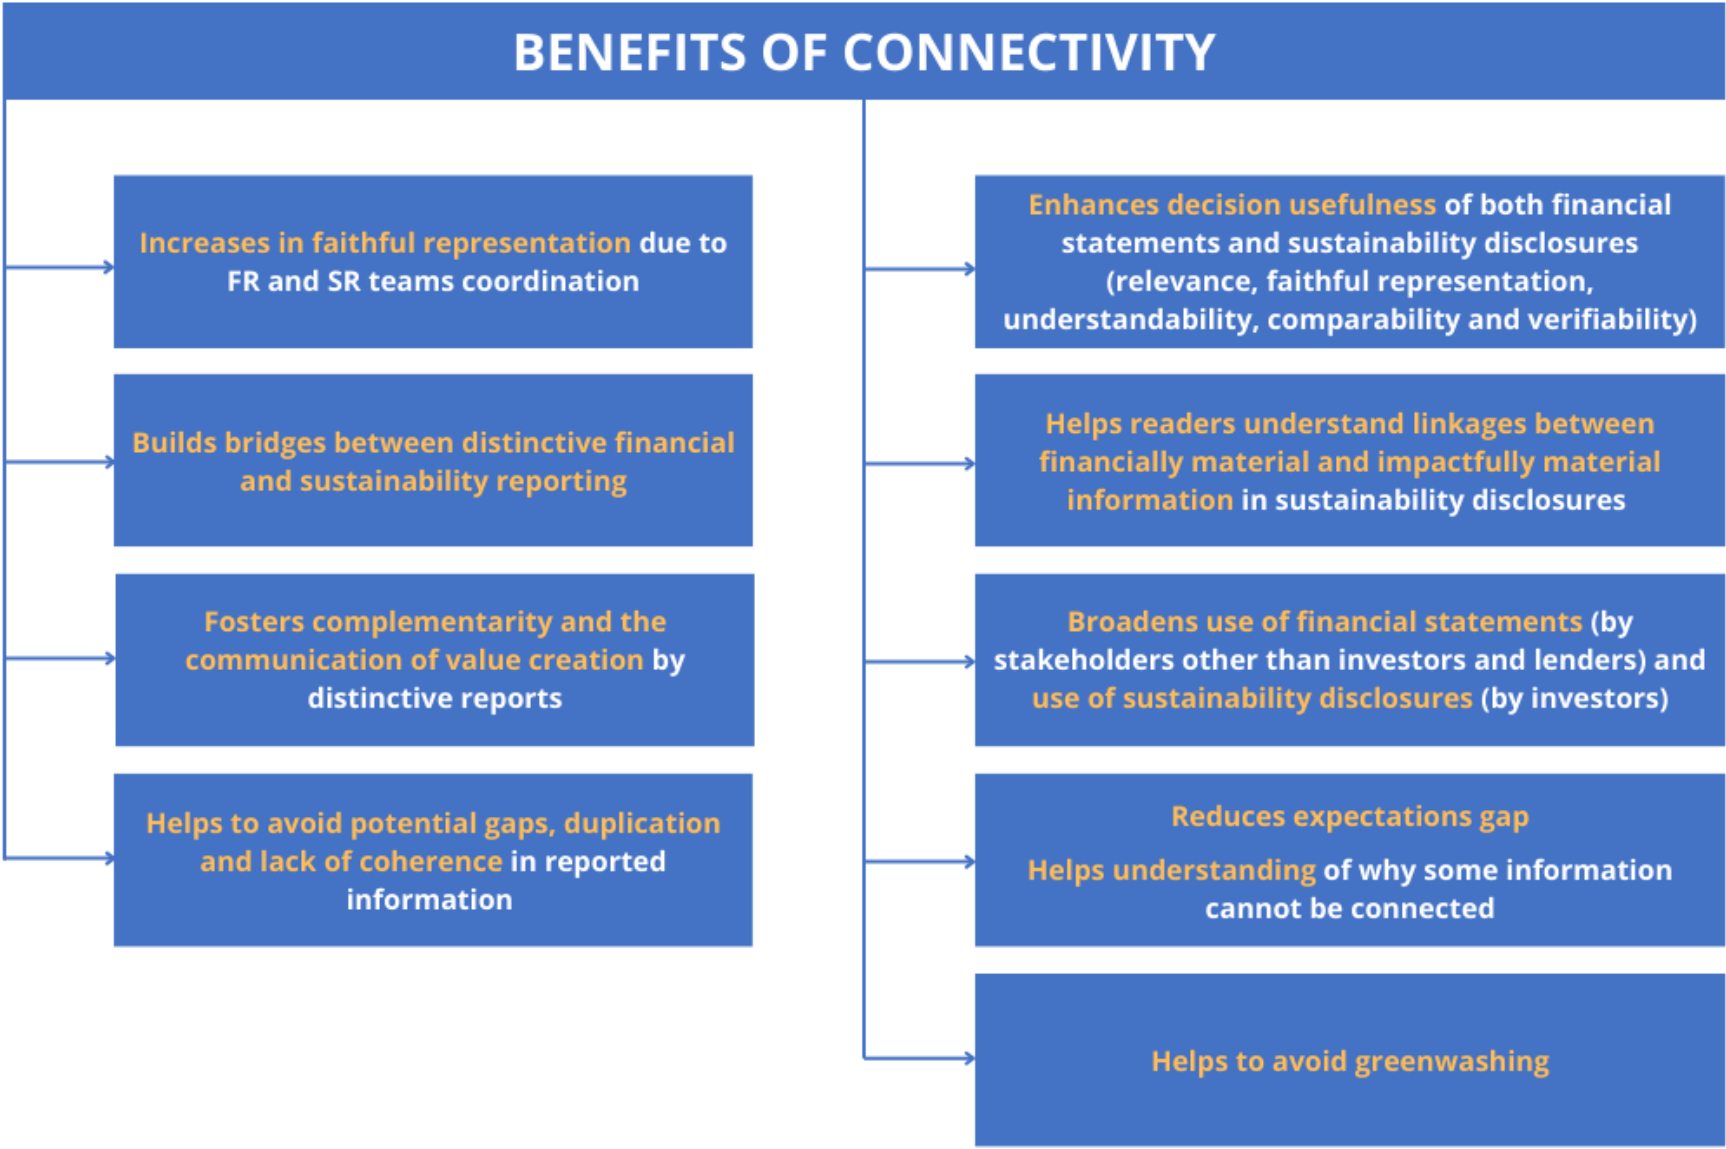 BENEFITS OF CONNECTIVITY
Increases in faithful representation due to
FR and SR teams coordination
Builds bridges between distinctive financial
and sustainability reporting
Fosters complementarity and the
communication of value creation by
distinctive reports
Helps to avoid potential gaps, duplication
and lack of coherence in reported
information
Enhances decision usefulness of both financial
statements and sustainability disclosures
(relevance, faithful representation,
understandability, comparability and verifiability)
Helps readers understand linkages between
financially material and impactfully material
information in sustainability disclosures
Broadens use of financial statements (by
stakeholders other than investors and lenders) and
use of sustainability disclosures (by investors)
Reduces expectations gap
Helps understanding of why some information
cannot be connected
Helps to avoid greenwashing